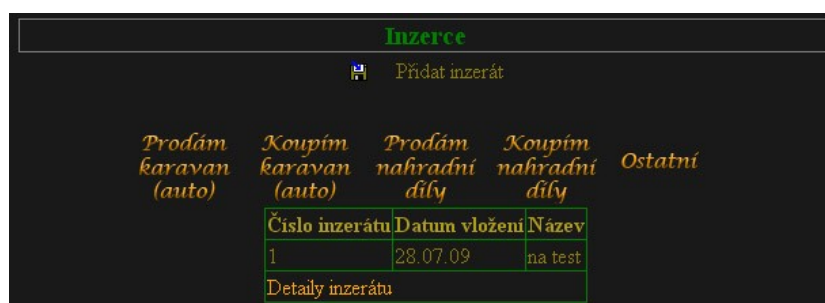 Inzerce
Přidat inzerát
Prodám karavan (auto)
Koupím karavan (auto)
Prodám nahradní díly
Koupím nahradní díly
Ostatní
Číslo inzerátu Datum vložení Název
1 28.07.09 na test
Detaily inzerátu